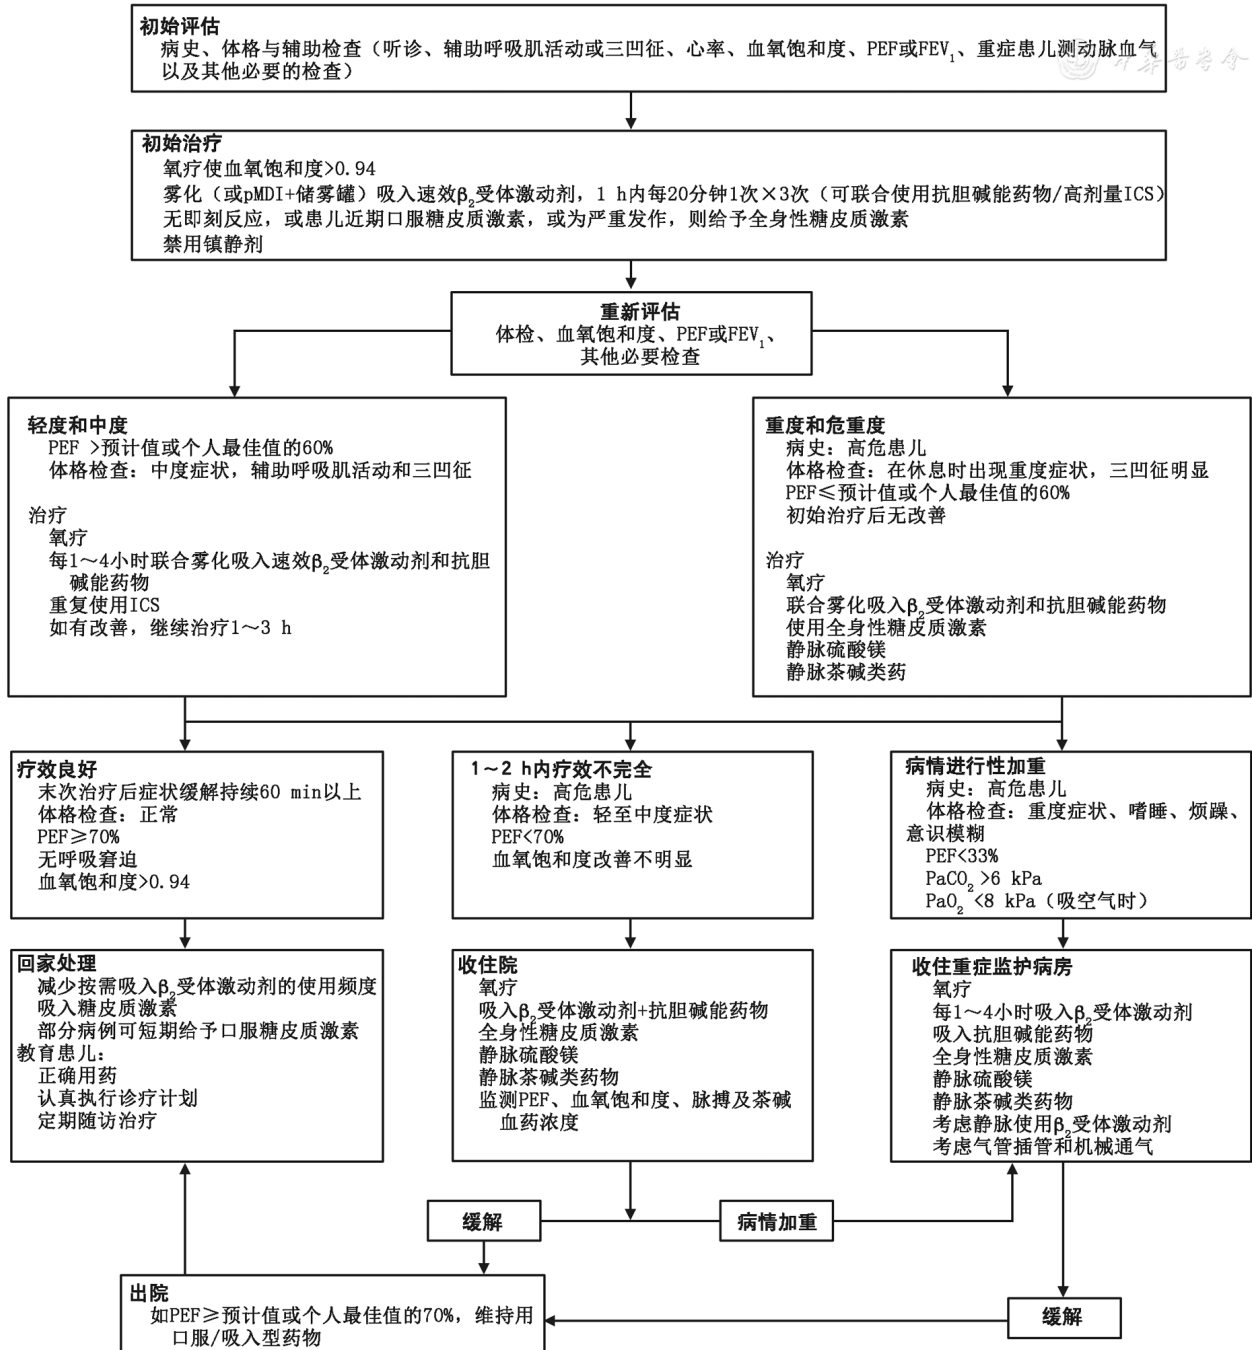 初始评估
病史、体格与辅助检查（听诊、辅助呼吸肌活动或三凹征、心率、血氧饱和度、PEF或FEV₁、重症患儿测动脉血气
以及其他必要的检查）
中华医学会
初始治疗
氧疗使血氧饱和度>0.94
雾化（或pMDI+储雾罐）吸入速效β₂受体激动剂，1 h内每20分钟1次×3次（可联合使用抗胆碱能药物/高剂量ICS）
无即刻反应，或患儿近期口服糖皮质激素，或为严重发作，则给予全身性糖皮质激素
禁用镇静剂
重新评估
体检、血氧饱和度、PEF或FEV₁、
其他必要检查
轻度和中度
PEF >预计值或个人最佳值的60%
体格检查：中度症状，辅助呼吸肌活动和三凹征
治疗
氧疗
每1～4小时联合雾化吸入速效β₂受体激动剂和抗胆
碱能药物
重复使用ICS
如有改善，继续治疗1～3 h
重度和危重度
病史：高危患儿
体格检查：在休息时出现重度症状，三凹征明显
PEF≤预计值或个人最佳值的60%
初始治疗后无改善
治疗
氧疗
联合雾化吸入β₂受体激动剂和抗胆碱能药物
使用全身性糖皮质激素
静脉硫酸镁
静脉茶碱类药
疗效良好
末次治疗后症状缓解持续60 min以上
体格检查：正常
PEF≥70%
无呼吸窘迫
血氧饱和度>0.94
1～2 h内疗效不完全
病史：高危患儿
体格检查：轻至中度症状
PEF<70%
血氧饱和度改善不明显
病情进行性加重
病史：高危患儿
体格检查：重度症状、嗜睡、烦躁、
意识模糊
PEF<33%
PaCO₂ >6 kPa
PaO₂ <8 kPa（吸空气时）
回家处理
减少按需吸入β₂受体激动剂的使用频度
吸入糖皮质激素
部分病例可短期给予口服糖皮质激素
教育患儿：
正确用药
认真执行诊疗计划
定期随访治疗
收住院
氧疗
吸入β₂受体激动剂+抗胆碱能药物
全身性糖皮质激素
静脉硫酸镁
静脉茶碱类药物
监测PEF、血氧饱和度、脉搏及茶碱
血药浓度
收住重症监护病房
氧疗
每1～4小时吸入β₂受体激动剂
吸入抗胆碱能药物
全身性糖皮质激素
静脉硫酸镁
静脉茶碱类药物
考虑静脉使用β₂受体激动剂
考虑气管插管和机械通气
缓解
病情加重
出院
如PEF≥预计值或个人最佳值的70%，维持用
口服/吸入型药物
缓解